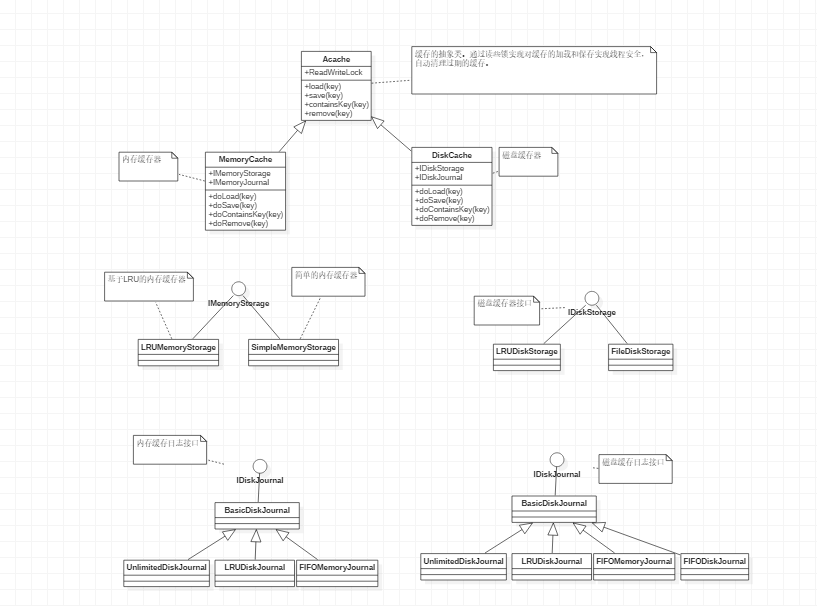 Acache
+ReadWriteLock
+load(key)
+save(key)
+containsKey(key)
+remove(key)
缓存的抽象类。通过读些锁实现对缓存的加载和保存实现线程安全。
自动清理过期的缓存。
内存缓存器
MemoryCache
+IMemoryStorage
+IMemoryJournal
+doLoad(key)
+doSave(key)
+doContainsKey(key)
+doRemove(key)
DiskCache
+IDiskStorage
+IDiskJournal
+doLoad(key)
+doSave(key)
+doContainsKey(key)
+doRemove(key)
磁盘缓存器
基于LRU的内存缓存器
简单的内存缓存器
IMemoryStorage
LRUMemoryStorage
SimpleMemoryStorage
磁盘缓存器接口
IDiskStorage
LRUDiskStorage
FileDiskStorage
内存缓存日志接口
IDiskJournal
BasicDiskJournal
UnlimitedDiskJournal
LRUDiskJournal
FIFOMemoryJournal
IDiskJournal
磁盘缓存日志接口
BasicDiskJournal
UnlimitedDiskJournal
LRUDiskJournal
FIFOMemoryJournal
FIFODiskJournal